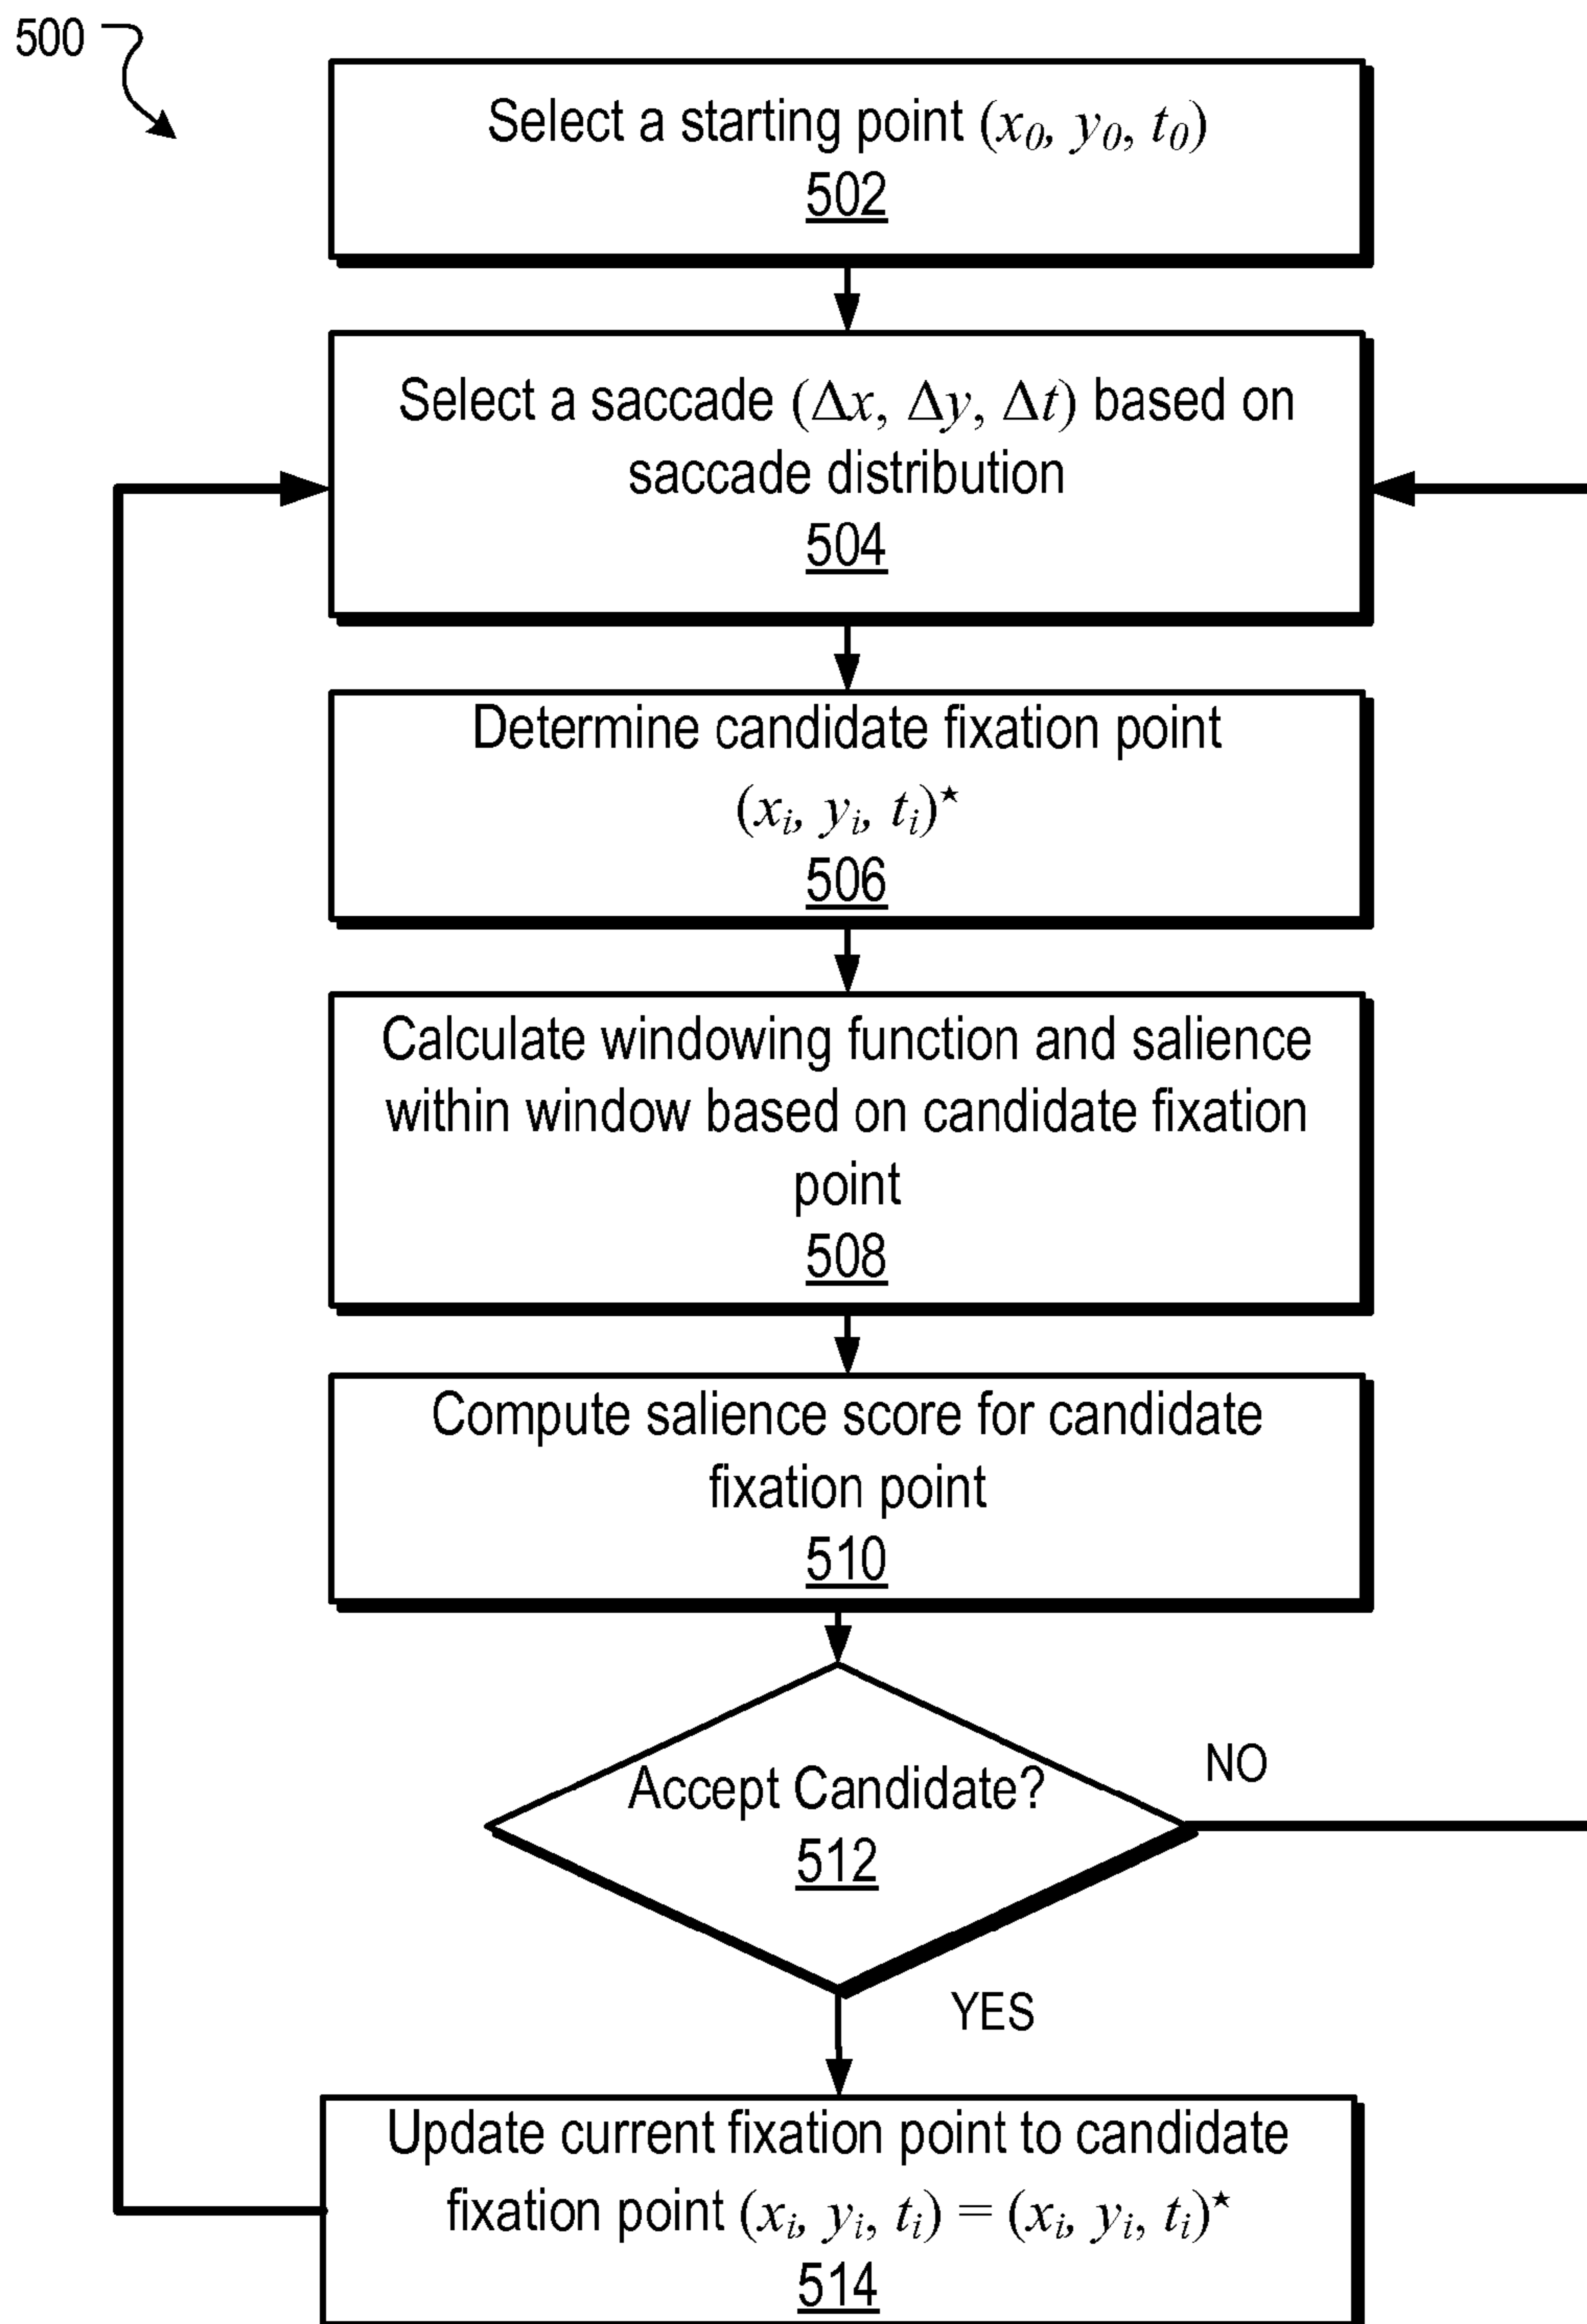 500
Select a starting point (x₀, y₀, t₀)
502
Select a saccade (Δx, Δy, Δt) based on
saccade distribution
504
Determine candidate fixation point
(xᵢ, yᵢ, tᵢ)★
506
Calculate windowing function and salience
within window based on candidate fixation
point
508
Compute salience score for candidate
fixation point
510
Accept Candidate?
512
NO
YES
Update current fixation point to candidate
fixation point (xᵢ, yᵢ, tᵢ) = (xᵢ, yᵢ, tᵢ)★
514